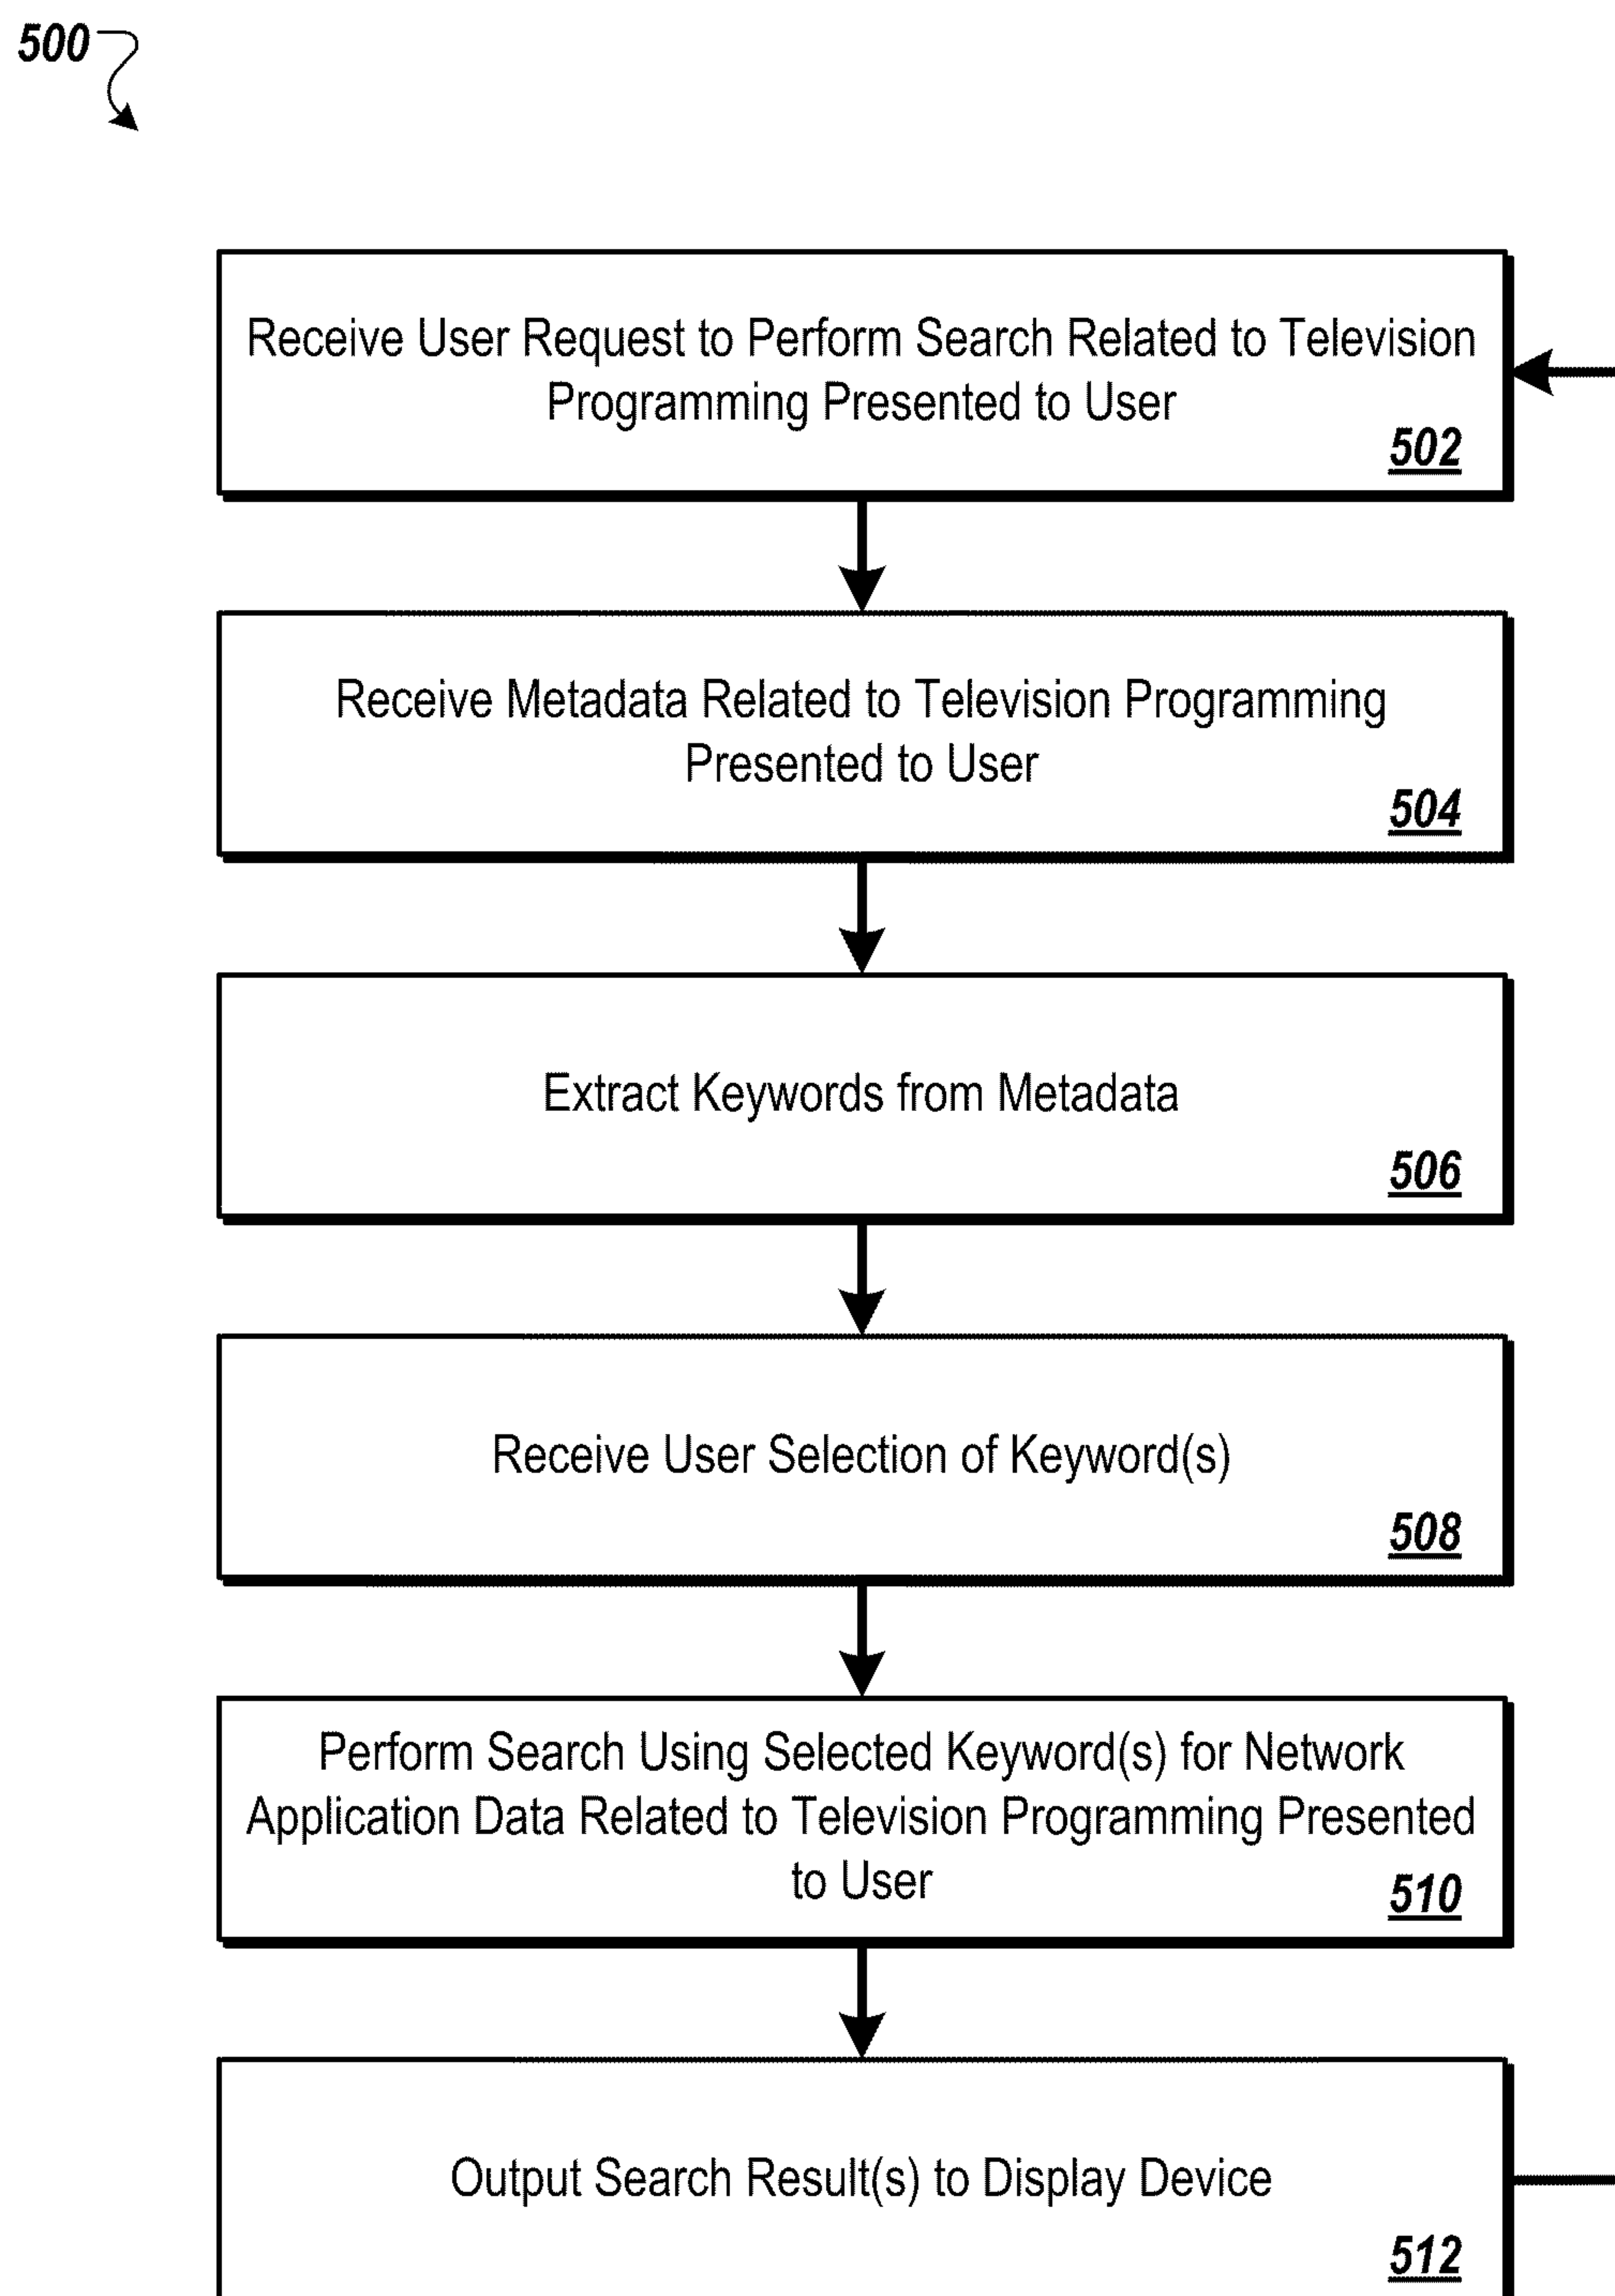 500
Receive User Request to Perform Search Related to Television
Programming Presented to User
502
Receive Metadata Related to Television Programming
Presented to User
504
Extract Keywords from Metadata
506
Receive User Selection of Keyword(s)
508
Perform Search Using Selected Keyword(s) for Network
Application Data Related to Television Programming Presented
to User
510
Output Search Result(s) to Display Device
512